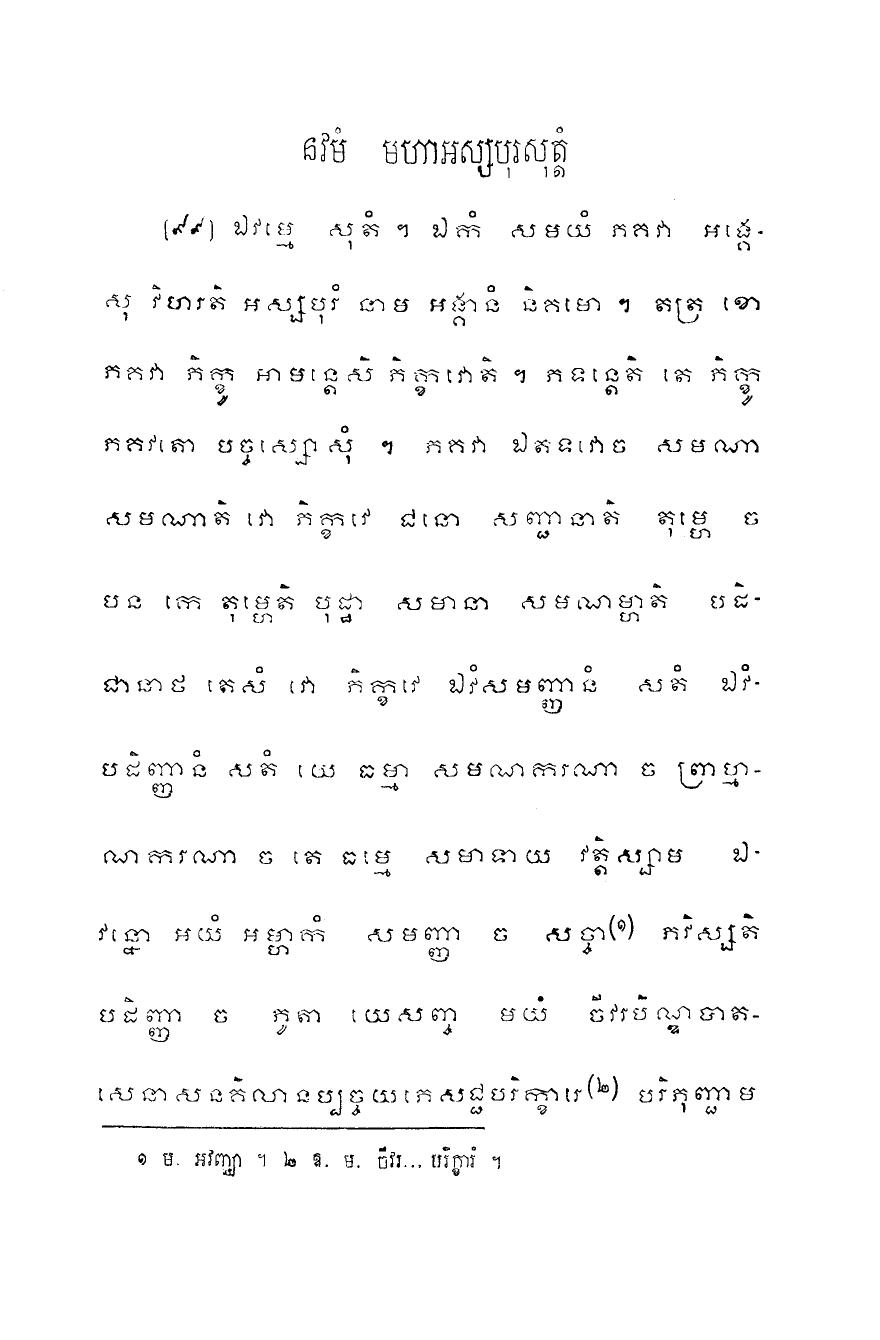 នវមំ មហាអស្សបុរសុត្តំ
(៩៩) ឯវម្មេ សុតំ ។ ឯកំ សមយំ ភគវា អង្គេ-
សុ វិហរតិ អស្សបុរំ នាម អង្គានំ និគមោ ។ តត្រ ខោ
ភគវា ភិក្ខូ អាមន្តេសិ ភិក្ខវោតិ ។ ភទន្តេតិ តេ ភិក្ខូ
ភគវតោ បច្ចស្សោសុំ ។ ភគវា ឯតទវោច សមណា
សមណាតិ វោ ភិក្ខវេ ជនោ សញ្ជានាតិ តុម្ហេ ច
បន កេ តុម្ហេតិ បុដ្ឋា សមានា សមណម្ហាតិ បដិ-
ជានាថ តេសំ វោ ភិក្ខវេ ឯវំសមញ្ញានំ សតំ ឯវំ-
បដិញ្ញានំ សតំ យេ ធម្មា សមណការណា ច ព្រាហ្មា-
ណការណា ច តេ ធម្មេ សមាទាយ វត្តិស្សាម ឯ-
វន្នោ អយំ អម្ហាកំ សមញ្ញា ច សច្ចា(១) ភវិស្សតិ
បដិញ្ញា ច ភូតា យេសញ្ច មយំ ចីវរបិណ្ឌបាត-
សេនាសនគិលានប្បច្ចយភេសជ្ជបរិក្ខារេ(២) បរិភុញ្ជាម
១ ម. អវញ្ឈា ។ ២ ឧ. ម. ចីវរ... បរិក្ខារំ ។